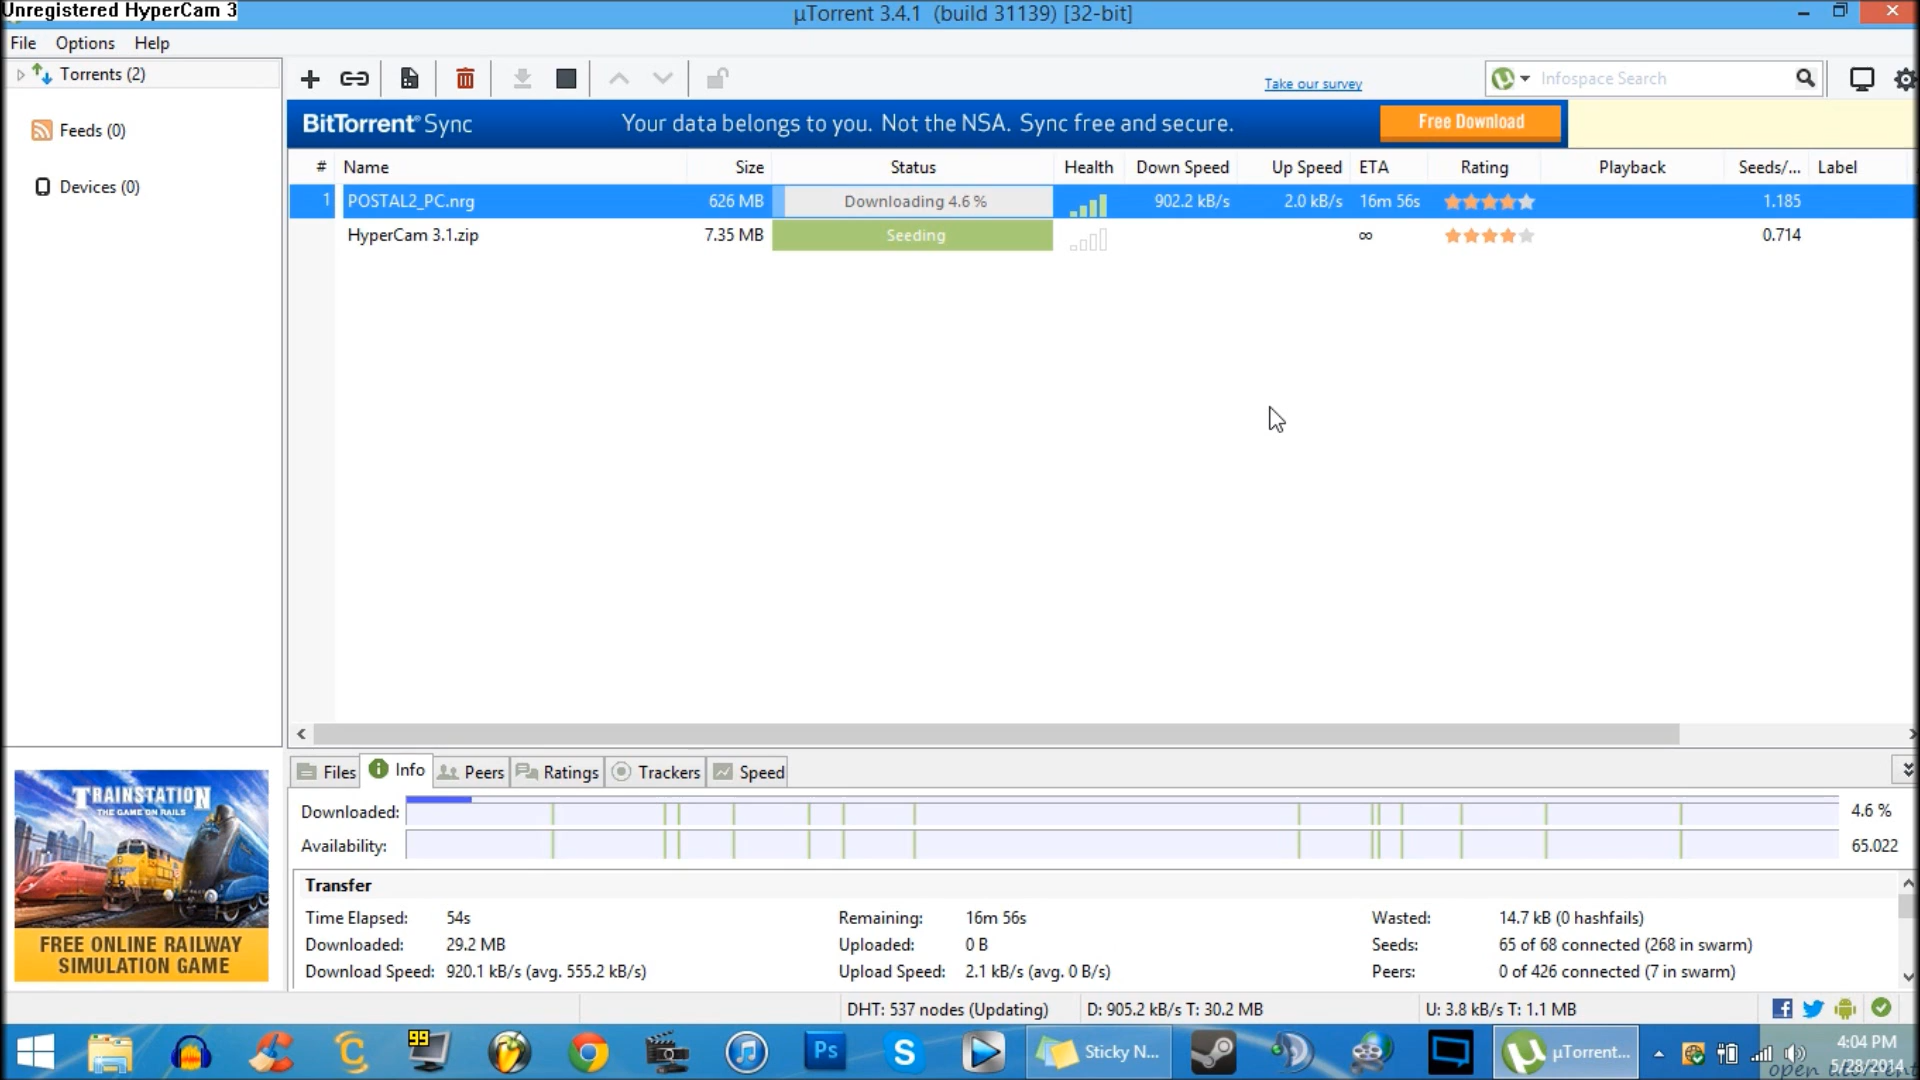 Unregistered HyperCam 3
µTorrent 3.4.1 (build 31139) [32-bit]
File Options Help
Torrents (2)
Feeds (0)
Devices (0)
Take our survey
Infospace Search
BitTorrent Sync Your data belongs to you. Not the NSA. Sync free and secure. Free Download
# Name Size Status Health Down Speed Up Speed ETA Rating Playback Seeds/... Label
1 POSTAL2_PC.nrg 626 MB Downloading 4.6 % 902.2 kB/s 2.0 kB/s 16m 56s 1.185
HyperCam 3.1.zip 7.35 MB Seeding ∞ 0.714
TRAINSTATION
THE GAME ON RAILS
FREE ONLINE RAILWAY
SIMULATION GAME
Files Info Peers Ratings Trackers Speed
Downloaded: 4.6 %
Availability: 65.022
Transfer
Time Elapsed: 54s Remaining: 16m 56s Wasted: 14.7 kB (0 hashfails)
Downloaded: 29.2 MB Uploaded: 0 B Seeds: 65 of 68 connected (268 in swarm)
Download Speed: 920.1 kB/s (avg. 555.2 kB/s) Upload Speed: 2.1 kB/s (avg. 0 B/s) Peers: 0 of 426 connected (7 in swarm)
DHT: 537 nodes (Updating) D: 905.2 kB/s T: 30.2 MB U: 3.8 kB/s T: 1.1 MB
99
Ps
Sticky N...
µTorrent...
4:04 PM
5/28/2014
open